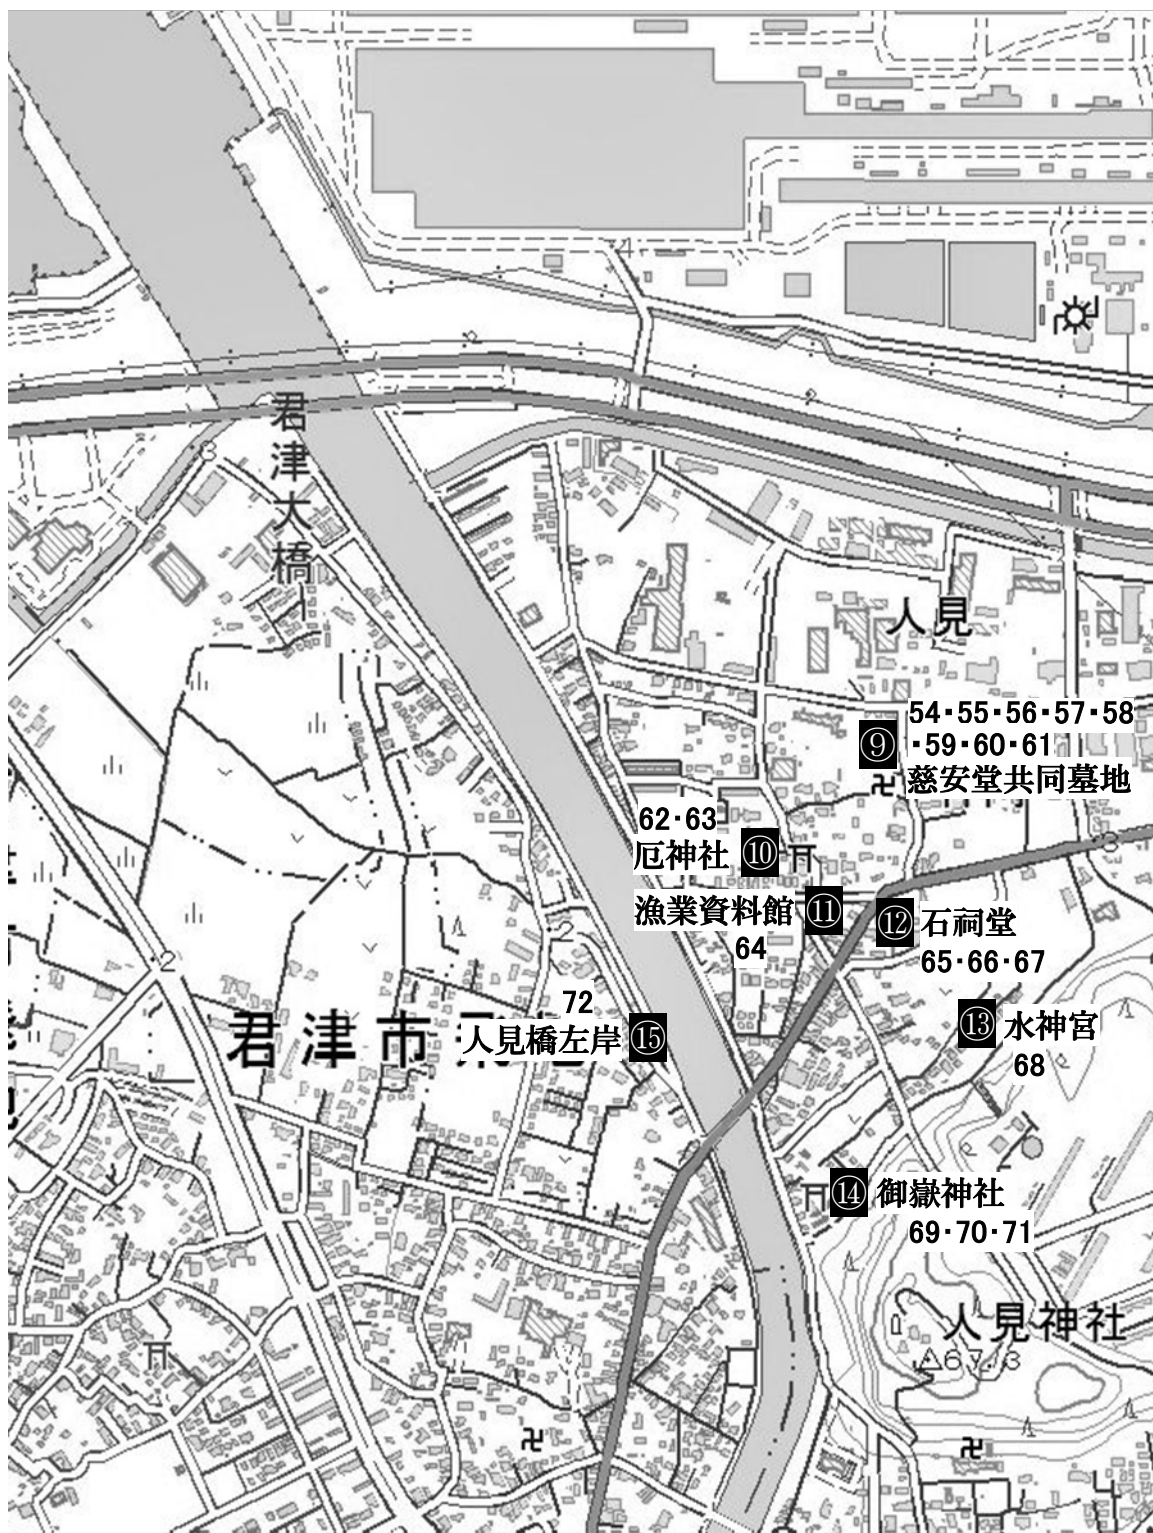 君津大橋
人見
54・55・56・57・58
⑨
・59・60・61
慈安堂共同墓地
62・63
厄神社
⑩
漁業資料館
⑪
64
⑫
石祠堂
65・66・67
72
人見橋左岸
⑮
君津市
⑬
水神宮
68
⑭
御嶽神社
69・70・71
人見神社
3
3
2
2